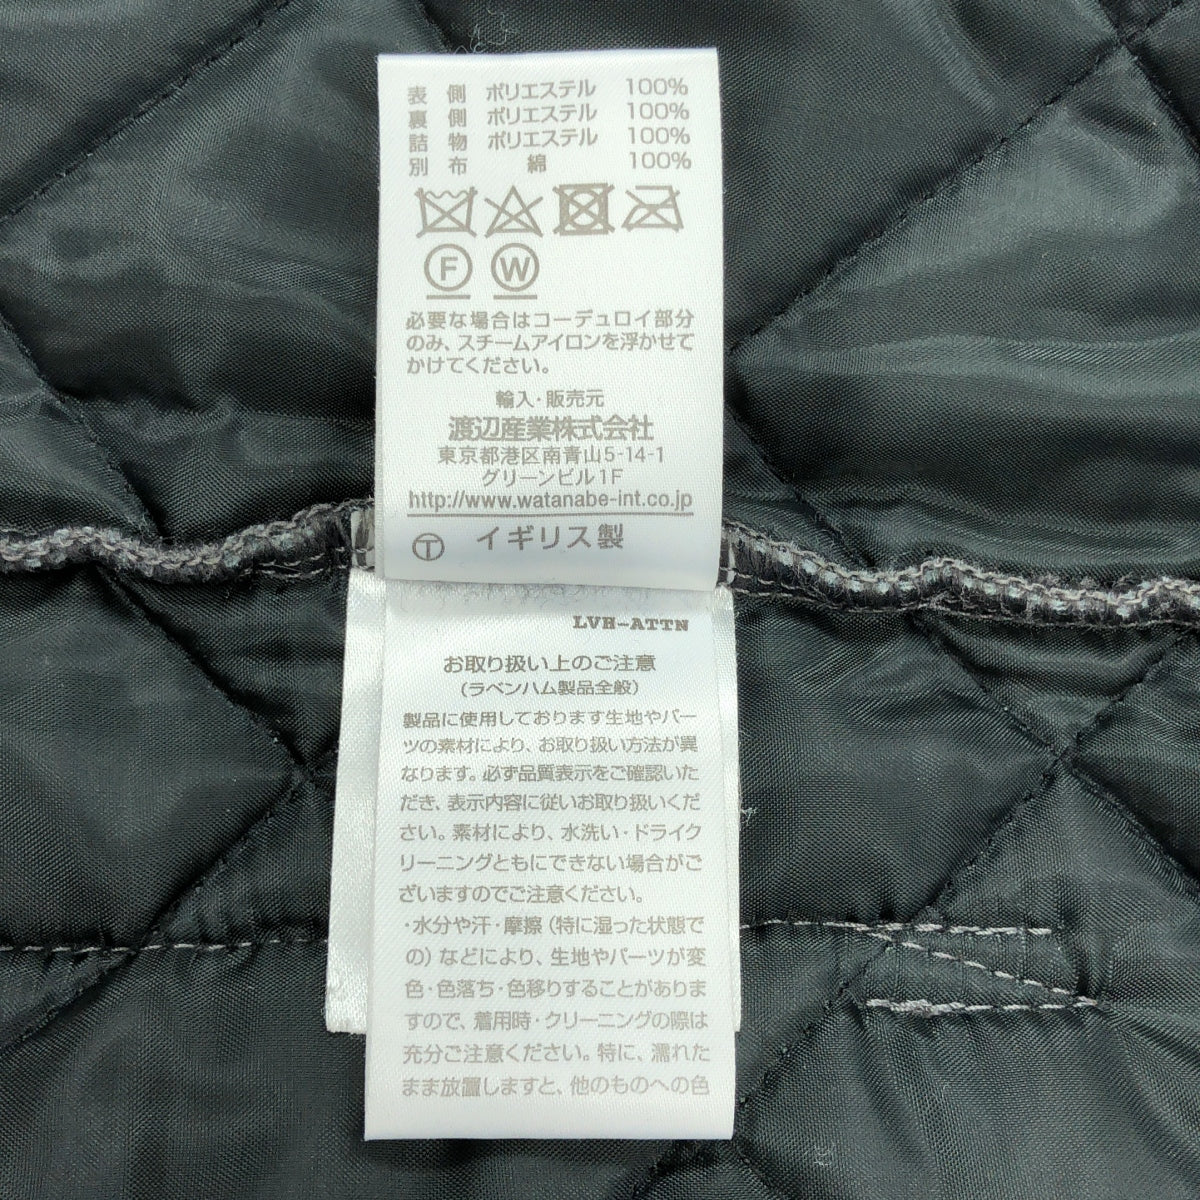 表側 ポリエステル 100%
裏側 ポリエステル 100%
詰物 ポリエステル 100%
別布 綿 100%
F W
必要な場合はコーデュロイ部分
のみ、スチームアイロンを浮かせて
かけてください。
輸入・販売元
渡辺産業株式会社
東京都港区南青山5-14-1
グリーンビル1F
http://www.watanabe-int.co.jp
T イギリス製
LVH-ATTN
お取り扱い上のご注意
(ラベンハム製品全般)
製品に使用しております生地やパー
ツの素材により、お取り扱い方法が異
なります。必ず品質表示をご確認いた
だき、表示内容に従いお取り扱いくだ
さい。素材により、水洗い・ドライク
リーニングともにできない場合がご
ざいますのでご注意ください。
・水分や汗・摩擦(特に湿った状態で
の)などにより、生地やパーツが変
色・色落ち・色移りすることがありま
すので、着用時・クリーニングの際は
充分ご注意ください。特に、濡れた
まま放置しますと、他のものへの色